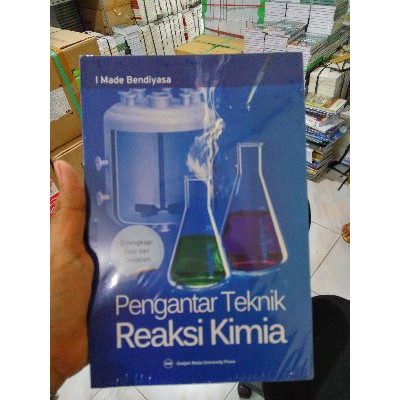 I Made Bendiyasa
Dilengkapi
Soal dan
Jawaban
Pengantar Teknik
Reaksi Kimia
Gadjah Mada University Press